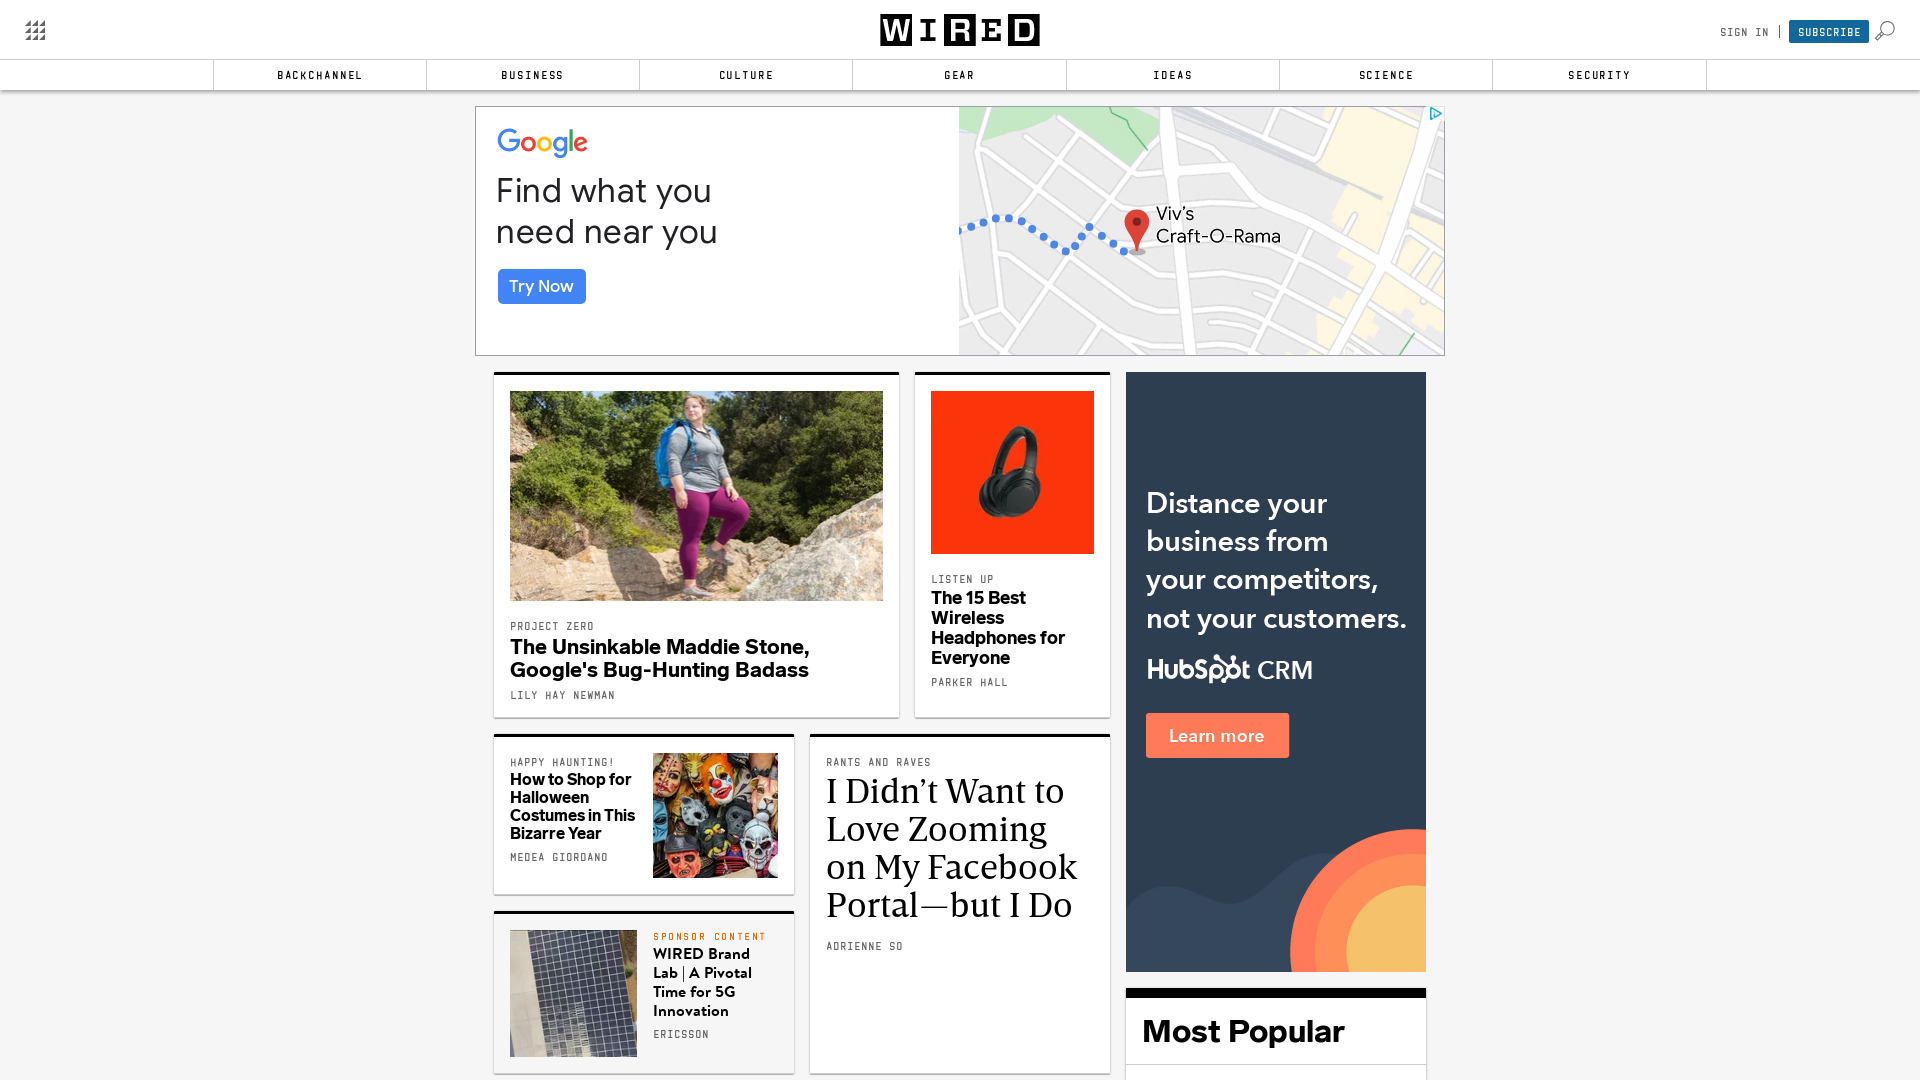 WIRED
SIGN IN
SUBSCRIBE
BACKCHANNEL
BUSINESS
CULTURE
GEAR
IDEAS
SCIENCE
SECURITY
Google
Find what you
need near you
Try Now
Viv's
Craft-O-Rama
PROJECT ZERO
The Unsinkable Maddie Stone,
Google's Bug-Hunting Badass
LILY HAY NEWMAN
LISTEN UP
The 15 Best
Wireless
Headphones for
Everyone
PARKER HALL
Distance your
business from
your competitors,
not your customers.
HubSpot CRM
Learn more
HAPPY HAUNTING!
How to Shop for
Halloween
Costumes in This
Bizarre Year
MEDEA GIORDANO
RANTS AND RAVES
I Didn’t Want to
Love Zooming
on My Facebook
Portal—but I Do
ADRIENNE SO
SPONSOR CONTENT
WIRED Brand
Lab | A Pivotal
Time for 5G
Innovation
ERICSSON
Most Popular